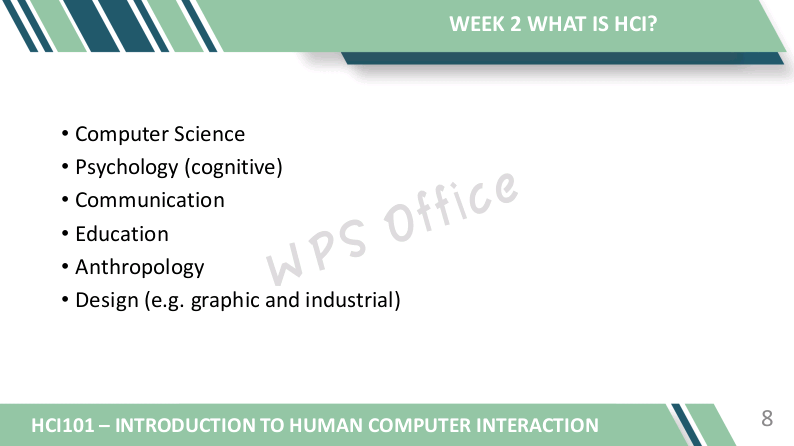 WEEK 2 WHAT IS HCI?
• Computer Science
• Psychology (cognitive)
• Communication
• Education
• Anthropology
• Design (e.g. graphic and industrial)
WPS Office
HCI101 – INTRODUCTION TO HUMAN COMPUTER INTERACTION
8